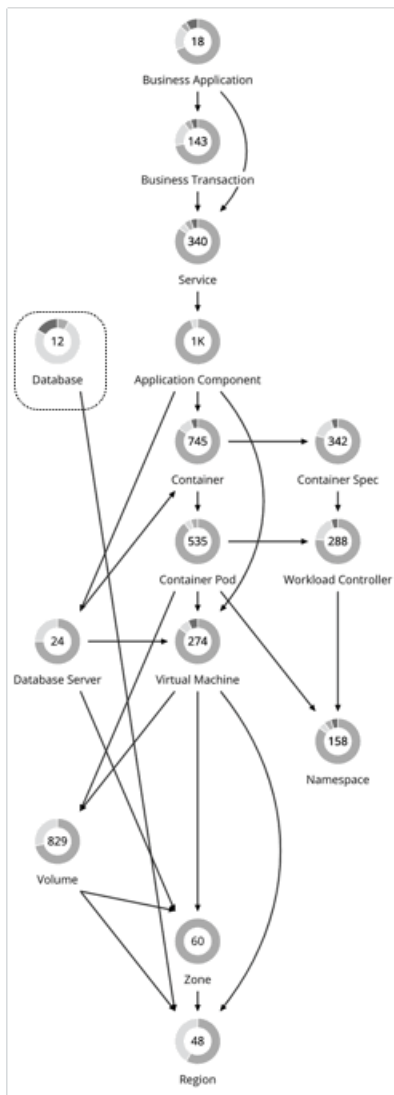 18
Business Application
143
Business Transaction
340
Service
12
Database
1K
Application Component
745
Container
342
Container Spec
535
Container Pod
288
Workload Controller
24
Database Server
274
Virtual Machine
158
Namespace
829
Volume
60
Zone
48
Region